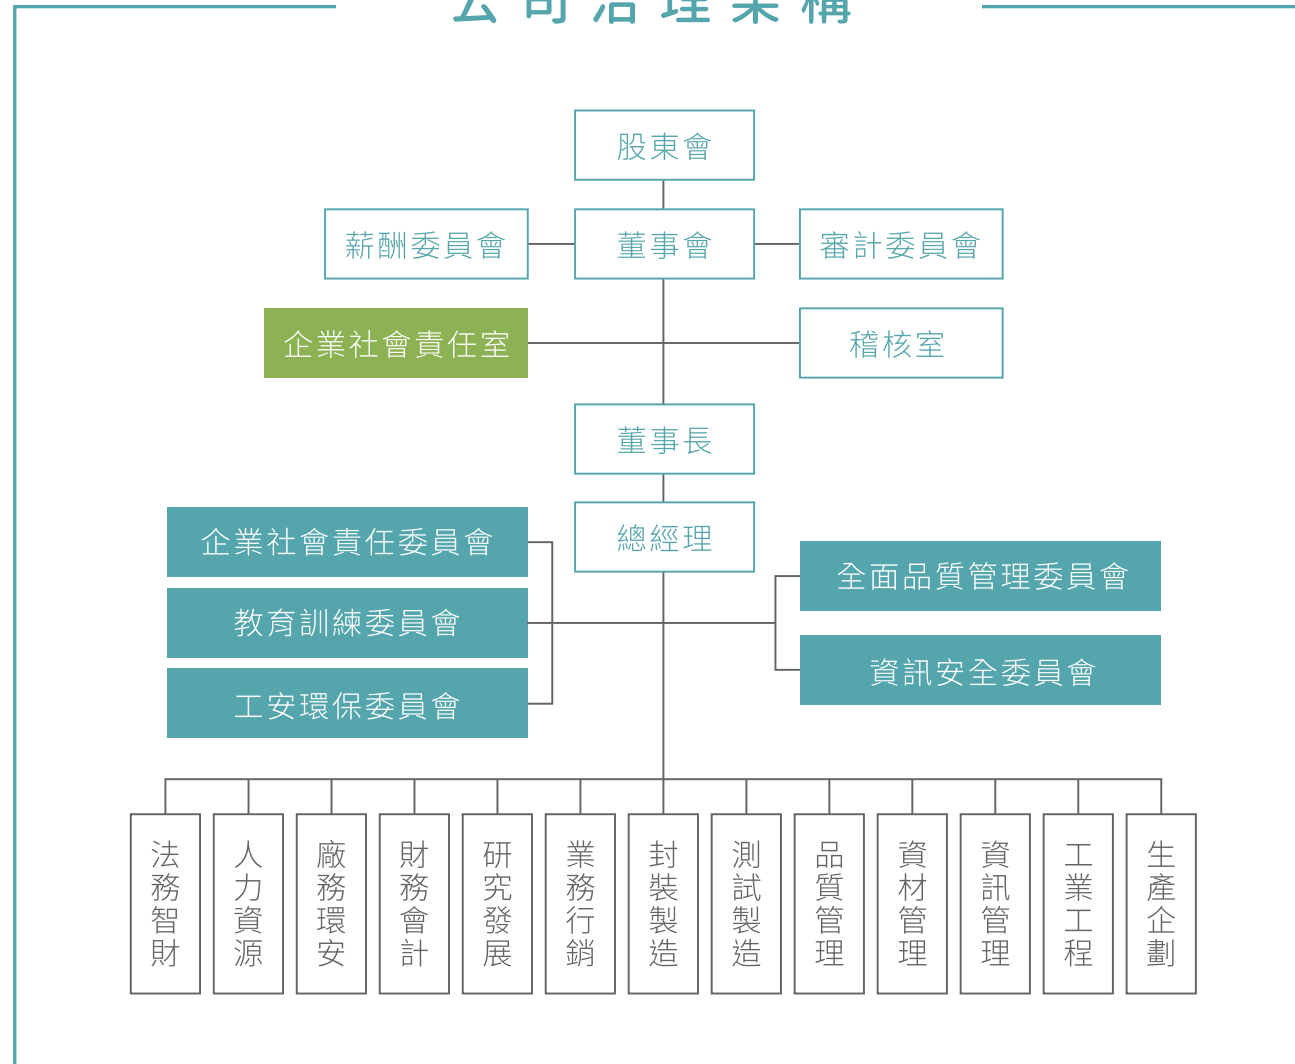 公司治理架構
股東會
薪酬委員會
董事會
審計委員會
企業社會責任室
稽核室
董事長
總經理
企業社會責任委員會
教育訓練委員會
工安環保委員會
全面品質管理委員會
資訊安全委員會
法務智財
人力資源
廠務環安
財務會計
研究發展
業務行銷
封裝製造
測試製造
品質管理
資材管理
資訊管理
工業工程
生產企劃